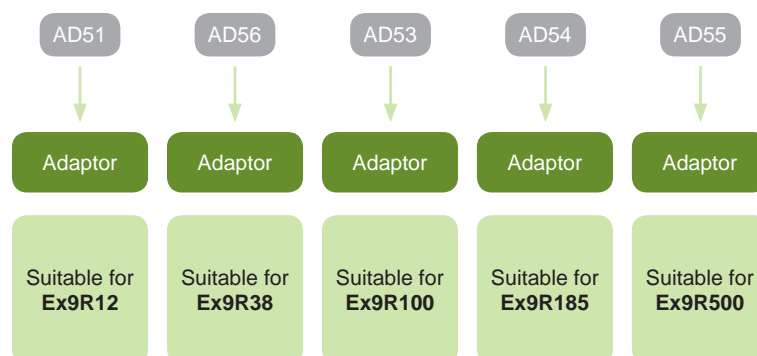 AD51
AD56
AD53
AD54
AD55
Adaptor
Adaptor
Adaptor
Adaptor
Adaptor
Suitable for
Ex9R12
Suitable for
Ex9R38
Suitable for
Ex9R100
Suitable for
Ex9R185
Suitable for
Ex9R500